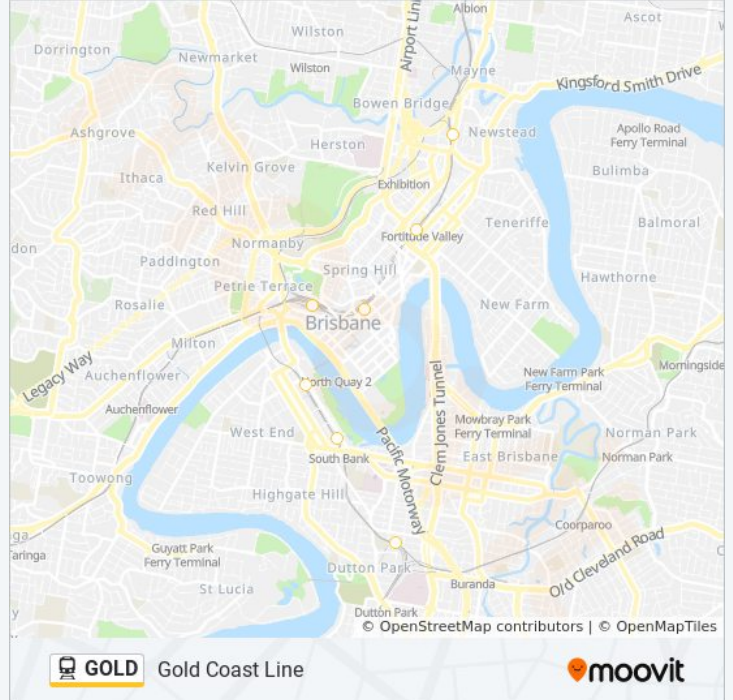 Albion
Ascot
Wilston
Dorrington
Newmarket
Airport Lin
Wilston
Mayne
Kingsford Smith Drive
Bowen Bridge
Ashgrove
Newstead
Apollo Road
Ferry Terminal
Herston
Kelvin Grove
Bulimba
Ithaca
Exhibition
Red Hill
Teneriffe
Balmoral
Fortitude Valley
don
Normanby
Paddington
Spring Hill
Hawthorne
Petrie Terrace
Rosalie
New Farm
Brisbane
Milton
Legacy Way
Auchenflower
North Quay 2
New Farm Park
Ferry Terminal
Morningside
Auchenflower
Clem Jones Tunnel
Mowbray Park
Ferry Terminal
West End
Pacific Motorway
Norman Park
South Bank
East Brisbane
Norman Park
Toowong
Highgate Hill
Coorparoo
ga
Taringa
Guyatt Park
Ferry Terminal
Old Cleveland Road
C
Dutton Park
St Lucia
Buranda
y
Dutton Park
© OpenStreetMap contributors | © OpenMapTiles
GOLD Gold Coast Line
moovit